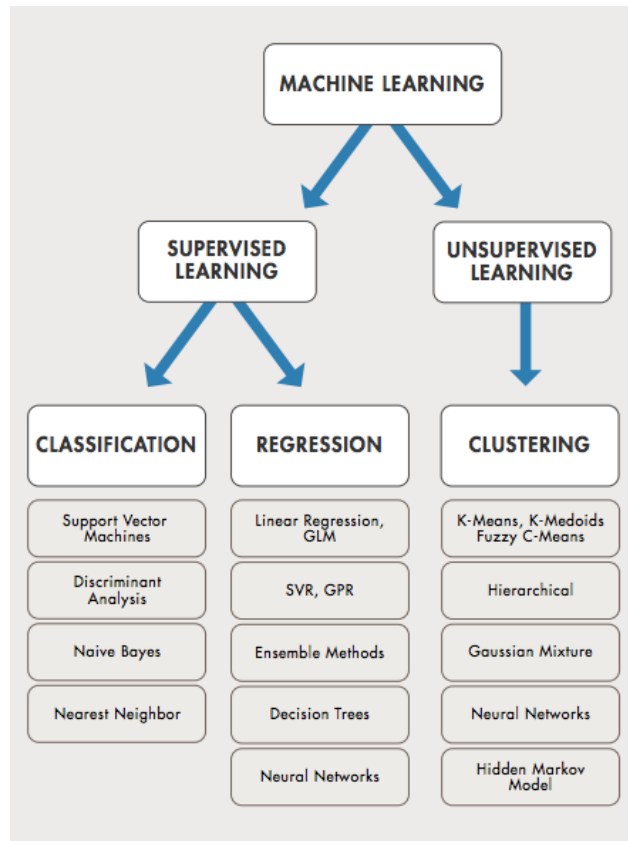 MACHINE LEARNING
SUPERVISED
LEARNING
UNSUPERVISED
LEARNING
CLASSIFICATION
Support Vector
Machines
Discriminant
Analysis
Naive Bayes
Nearest Neighbor
REGRESSION
Linear Regression,
GLM
SVR, GPR
Ensemble Methods
Decision Trees
Neural Networks
CLUSTERING
K-Means, K-Medoids
Fuzzy C-Means
Hierarchical
Gaussian Mixture
Neural Networks
Hidden Markov
Model